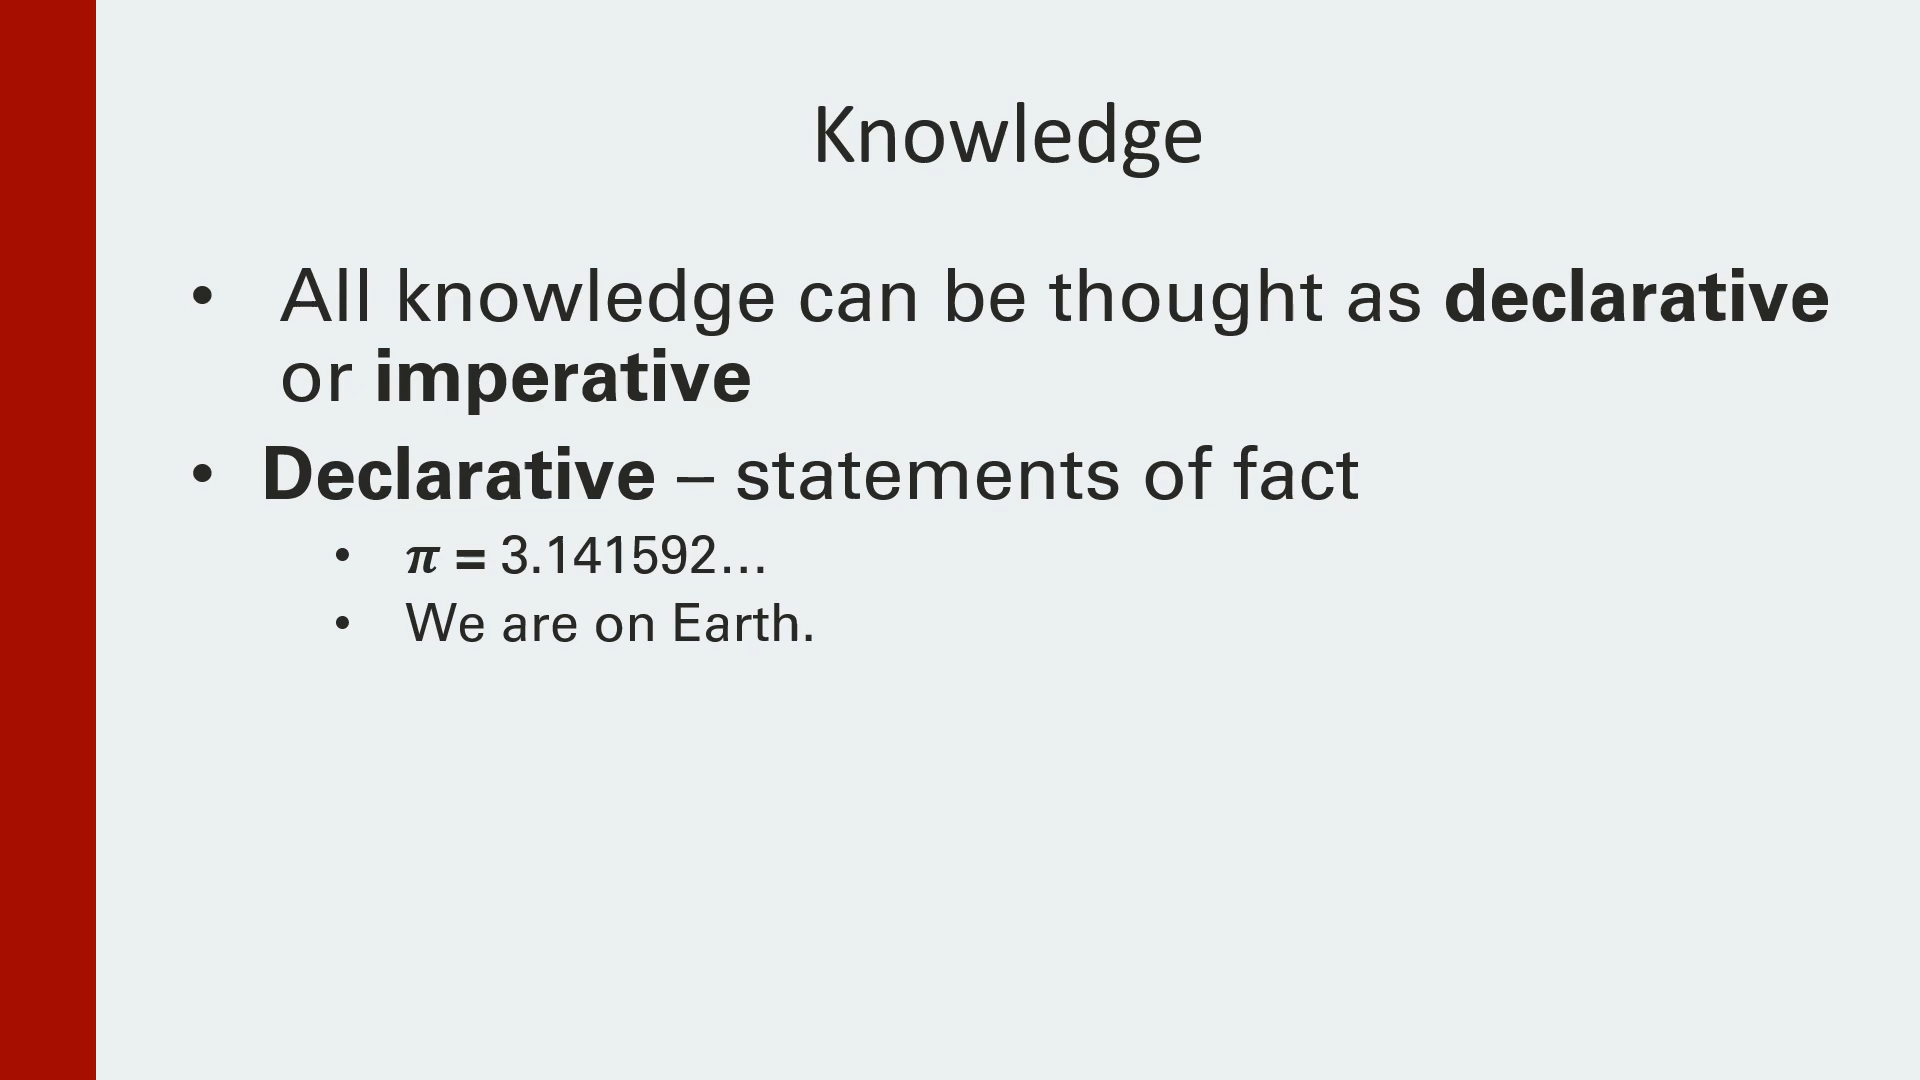 Knowledge
• All knowledge can be thought as declarative
or imperative
• Declarative – statements of fact
• π = 3.141592…
• We are on Earth.